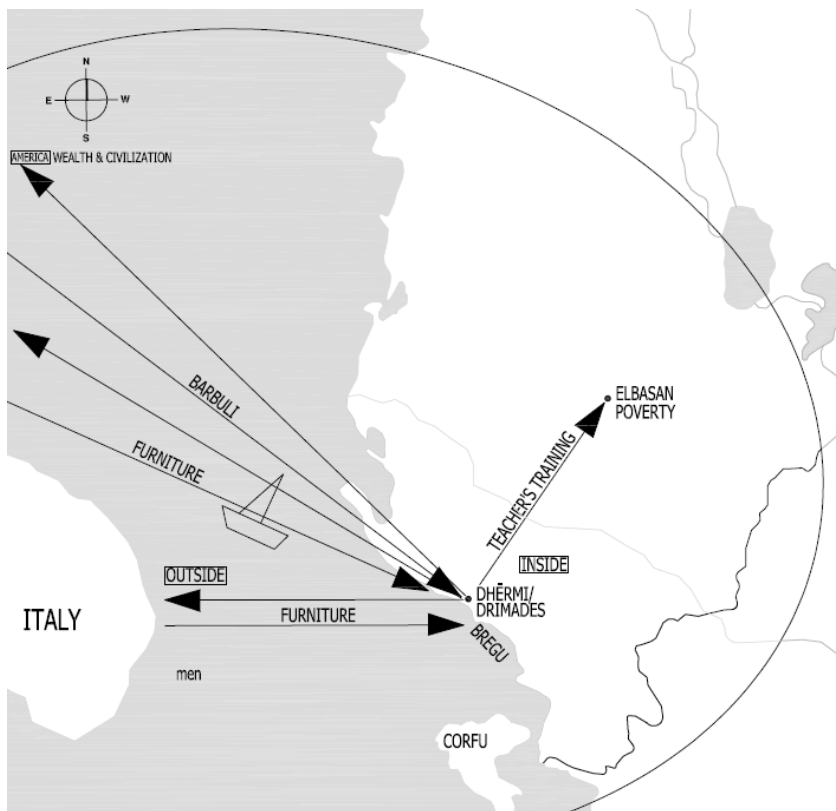 N
E
W
S
AMERICA WEALTH & CIVILIZATION
BARBULI
FURNITURE
ELBASAN
POVERTY
TEACHER'S TRAINING
OUTSIDE
INSIDE
DHËRMI/
DRIMADES
ITALY
FURNITURE
BREGU
men
CORFU